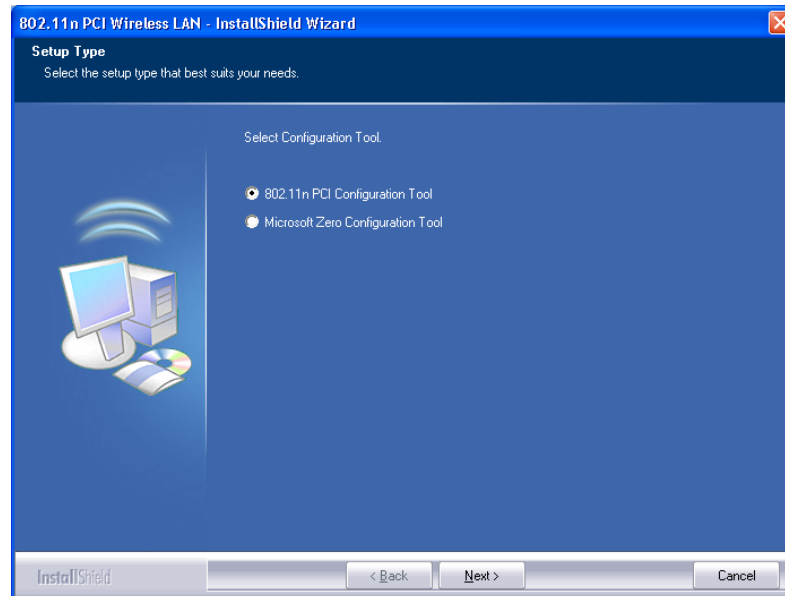 802.11n PCI Wireless LAN - InstallShield Wizard
Setup Type
Select the setup type that best suits your needs.
Select Configuration Tool.
802.11n PCI Configuration Tool
Microsoft Zero Configuration Tool
InstallShield
< Back
Next >
Cancel